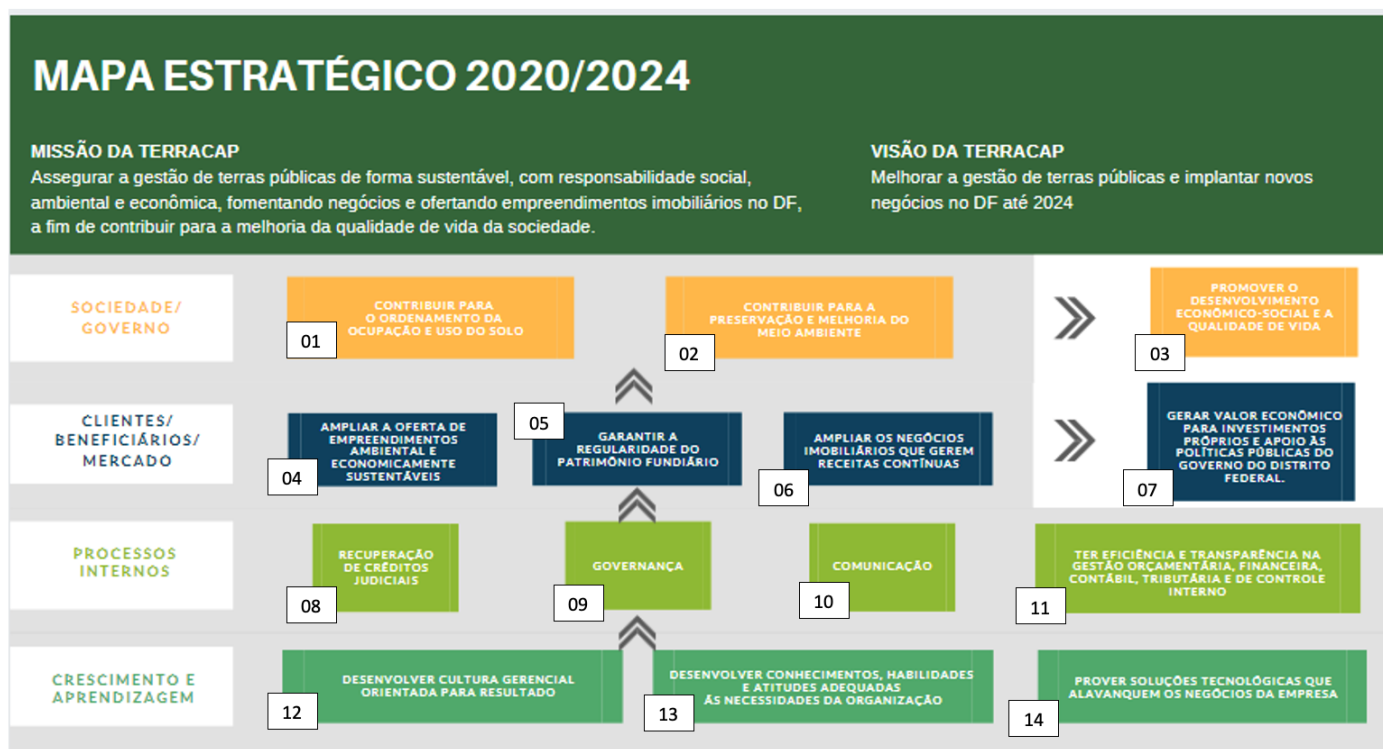 MAPA ESTRATÉGICO 2020/2024
MISSÃO DA TERRACAP
Assegurar a gestão de terras públicas de forma sustentável, com responsabilidade social,
ambiental e econômica, fomentando negócios e ofertando empreendimentos imobiliários no DF,
a fim de contribuir para a melhoria da qualidade de vida da sociedade.
VISÃO DA TERRACAP
Melhorar a gestão de terras públicas e implantar novos
negócios no DF até 2024
SOCIEDADE/
GOVERNO
CONTRIBUIR PARA
O ORDENAMENTO DA
OCUPAÇÃO E USO DO SOLO
01
CONTRIBUIR PARA A
PRESERVAÇÃO E MELHORIA DO
MEIO AMBIENTE
02
PROMOVER O
DESENVOLVIMENTO
ECONÔMICO-SOCIAL E A
QUALIDADE DE VIDA
03
CLIENTES/
BENEFICIÁRIOS/
MERCADO
AMPLIAR A OFERTA DE
EMPREENDIMENTOS
AMBIENTAL E
ECONOMICAMENTE
SUSTENTÁVEIS
04
05
GARANTIR A
REGULARIDADE DO
PATRIMÔNIO FUNDIÁRIO
AMPLIAR OS NEGÓCIOS
IMOBILIÁRIOS QUE GEREM
RECEITAS CONTÍNUAS
06
GERAR VALOR ECONÔMICO
PARA INVESTIMENTOS
PRÓPRIOS E APOIO ÀS
POLÍTICAS PÚBLICAS DO
GOVERNO DO DISTRITO
FEDERAL.
07
PROCESSOS
INTERNOS
RECUPERAÇÃO
DE CRÉDITOS
JUDICIAIS
08
GOVERNANÇA
09
COMUNICAÇÃO
10
TER EFICIÊNCIA E TRANSPARÊNCIA NA
GESTÃO ORÇAMENTÁRIA, FINANCEIRA,
CONTÁBIL, TRIBUTÁRIA E DE CONTROLE
INTERNO
11
CRESCIMENTO E
APRENDIZAGEM
DESENVOLVER CULTURA GERENCIAL
ORIENTADA PARA RESULTADO
12
DESENVOLVER CONHECIMENTOS, HABILIDADES
E ATITUDES ADEQUADAS
ÁS NECESSIDADES DA ORGANIZAÇÃO
13
PROVER SOLUÇÕES TECNOLÓGICAS QUE
ALAVANQUEM OS NEGÓCIOS DA EMPRESA
14